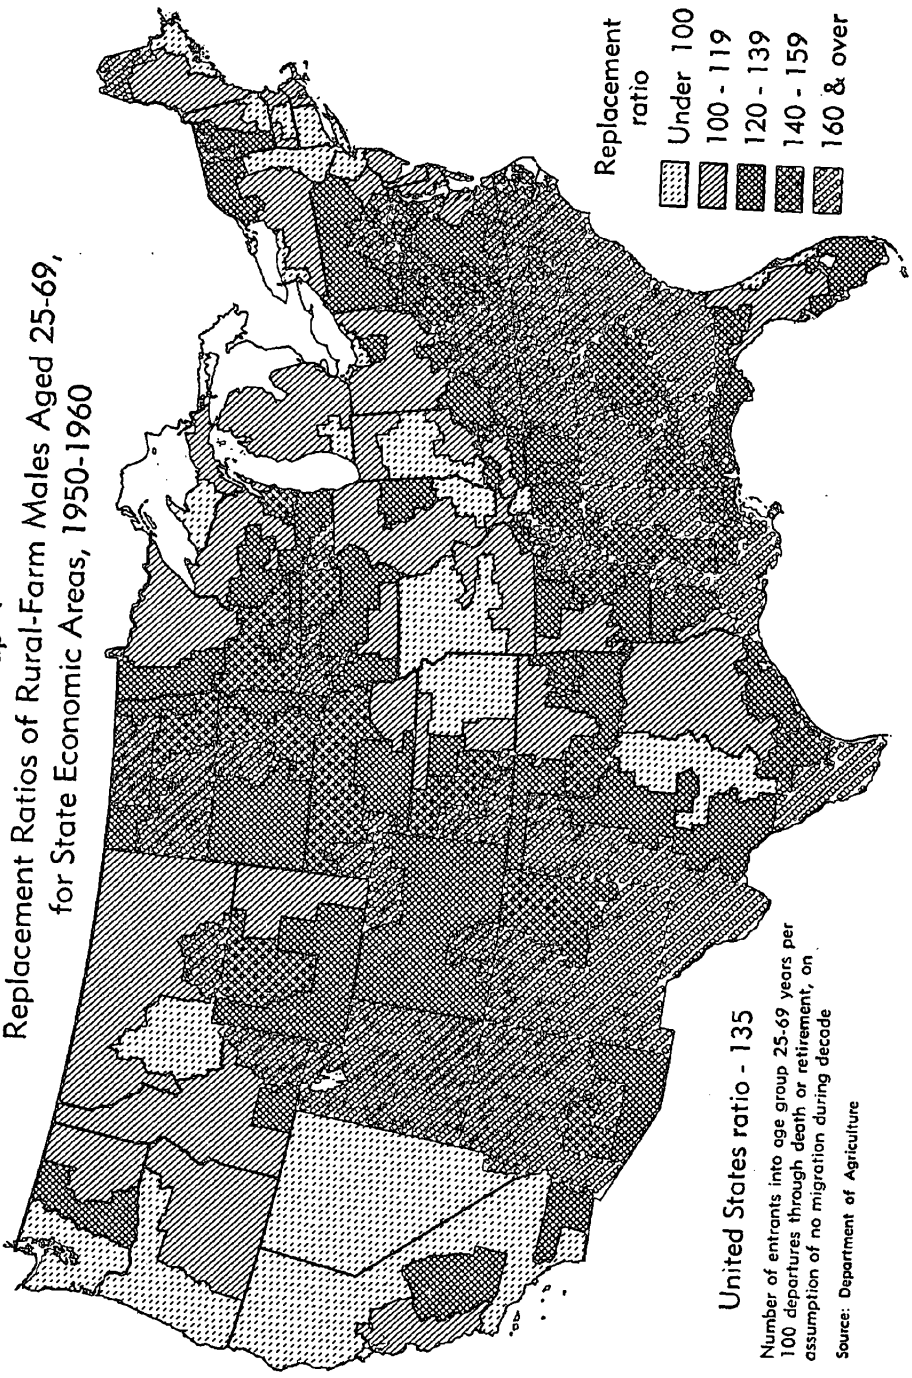 Replacement Ratios of Rural-Farm Males Aged 25-69,
for State Economic Areas, 1950-1960
Replacement
ratio
Under 100
100 - 119
120 - 139
140 - 159
160 & over
United States ratio - 135
Number of entrants into age group 25-69 years per
100 departures through death or retirement, on
assumption of no migration during decade
Source: Department of Agriculture